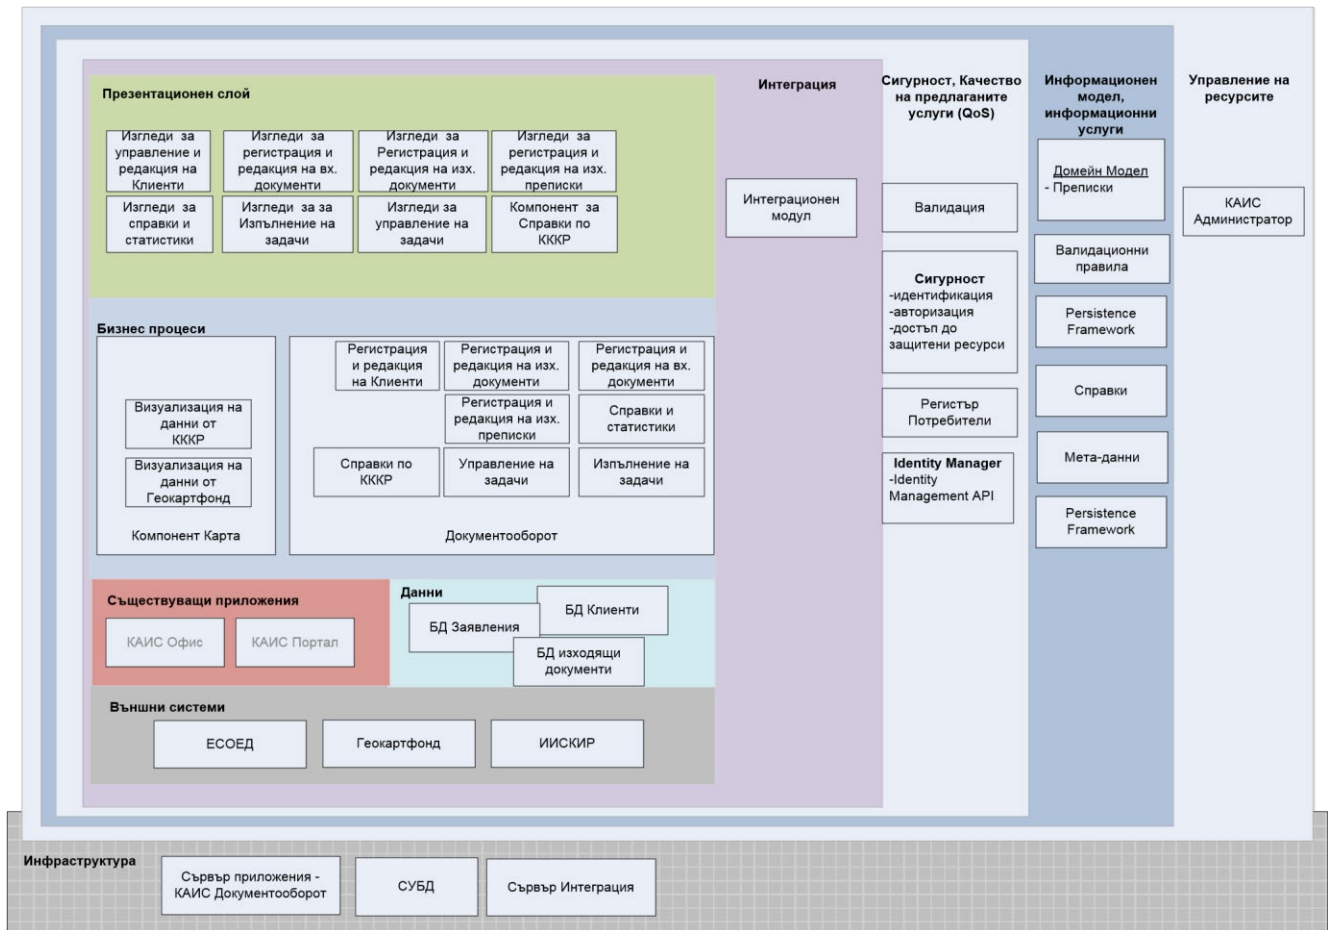 Презентационен слой
Изгледи за
управление и
редакция на
Клиенти
Изгледи за
регистрация и
редакция на вх.
документи
Изгледи за
Регистрация и
редакция на изх.
документи
Изгледи за
регистрация и
редакция на изх.
преписки
Изгледи за
справки и
статистики
Изгледи за за
Изпълнение на
задачи
Изгледи за
управление на
задачи
Компонент за
Справки по
КККР
Бизнес процеси
Визуализация на
данни от
КККР
Визуализация на
данни от
Геокартфонд
Компонент Карта
Регистрация
и редакция
на Клиенти
Регистрация и
редакция на изх.
документи
Регистрация и
редакция на вх.
документи
Регистрация и
редакция на изх.
преписки
Справки и
статистики
Справки по
КККР
Управление на
задачи
Изпълнение на
задачи
Документооборот
Съществуващи приложения
КАИС Офис
КАИС Портал
Данни
БД Клиенти
БД Заявления
БД изходящи
документи
Външни системи
ЕСОЕД
Геокартфонд
ИИСКИР
Интеграция
Интеграционен
модул
Сигурност, Качество
на предлаганите
услуги (QoS)
Валидация
Сигурност
-идентификация
-авторизация
-достъп до
защитени ресурси
Регистър
Потребители
Identity Manager
-Identity
Management API
Информационен
модел,
информационни
услуги
Домейн Модел
- Преписки
Валидационни
правила
Persistence
Framework
Справки
Мета-данни
Persistence
Framework
Управление на
ресурсите
КАИС
Администратор
Инфраструктура
Сървър приложения -
КАИС Документооборот
СУБД
Сървър Интеграция